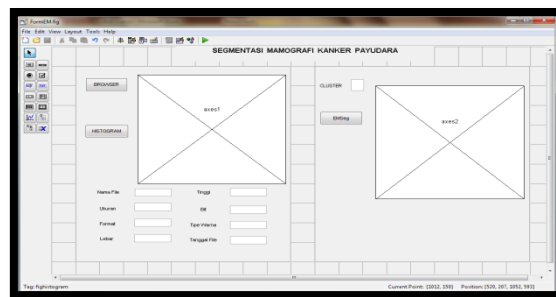 FormEM.fig
File Edit View Layout Tools Help
SEGMENTASI MAMOGRAFI KANKER PAYUDARA
BROWSER
axes1
HISTOGRAM
CLUSTER
EMSeg
axes2
Nama File
Tinggi
Ukuran
Bit
Format
Tipe Warna
Lebar
Tanggal File
Tag: fighistogram
Current Point: [1012, 158] Position: [520, 207, 1052, 593]